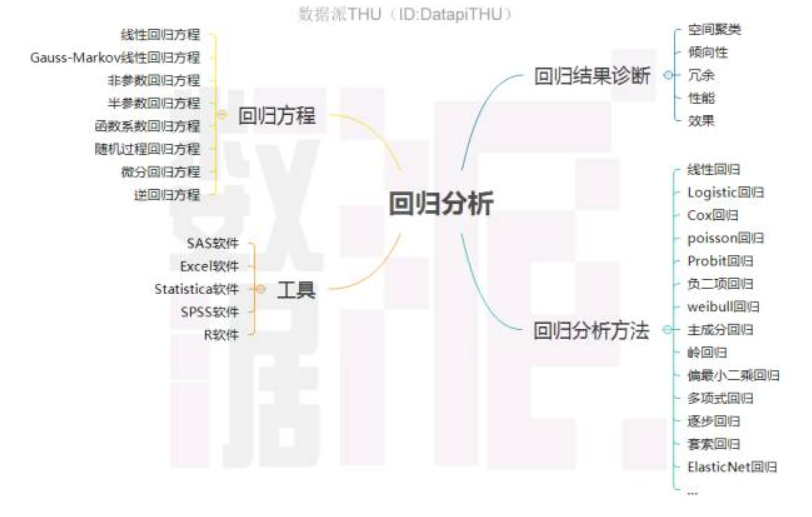 数据派THU（ID:DatapiTHU）
回归分析
回归方程
线性回归方程
Gauss-Markov线性回归方程
非参数回归方程
半参数回归方程
函数系数回归方程
随机过程回归方程
微分回归方程
逆回归方程
工具
SAS软件
Excel软件
Statistica软件
SPSS软件
R软件
回归结果诊断
空间聚类
倾向性
冗余
性能
效果
回归分析方法
线性回归
Logistic回归
Cox回归
poisson回归
Probit回归
负二项回归
weibull回归
主成分回归
岭回归
偏最小二乘回归
多项式回归
逐步回归
套索回归
ElasticNet回归
...
数据派